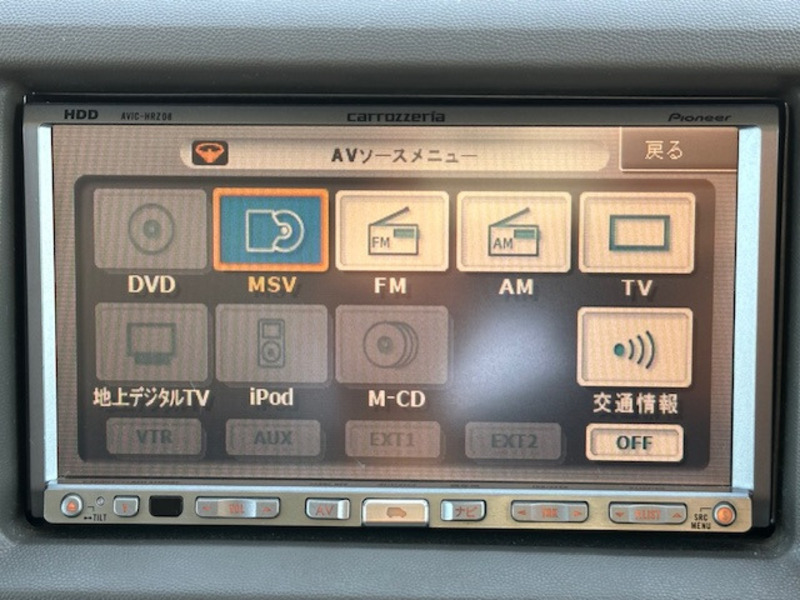 HDD AVIC-HRZ08 carrozzeria Pioneer
AVソースメニュー 戻る
FM AM
DVD MSV FM AM TV
地上デジタルTV iPod M-CD 交通情報
VTR AUX EXT1 EXT2 OFF
TILT VOL AV ナビ TRK P.LIST SRC
MENU